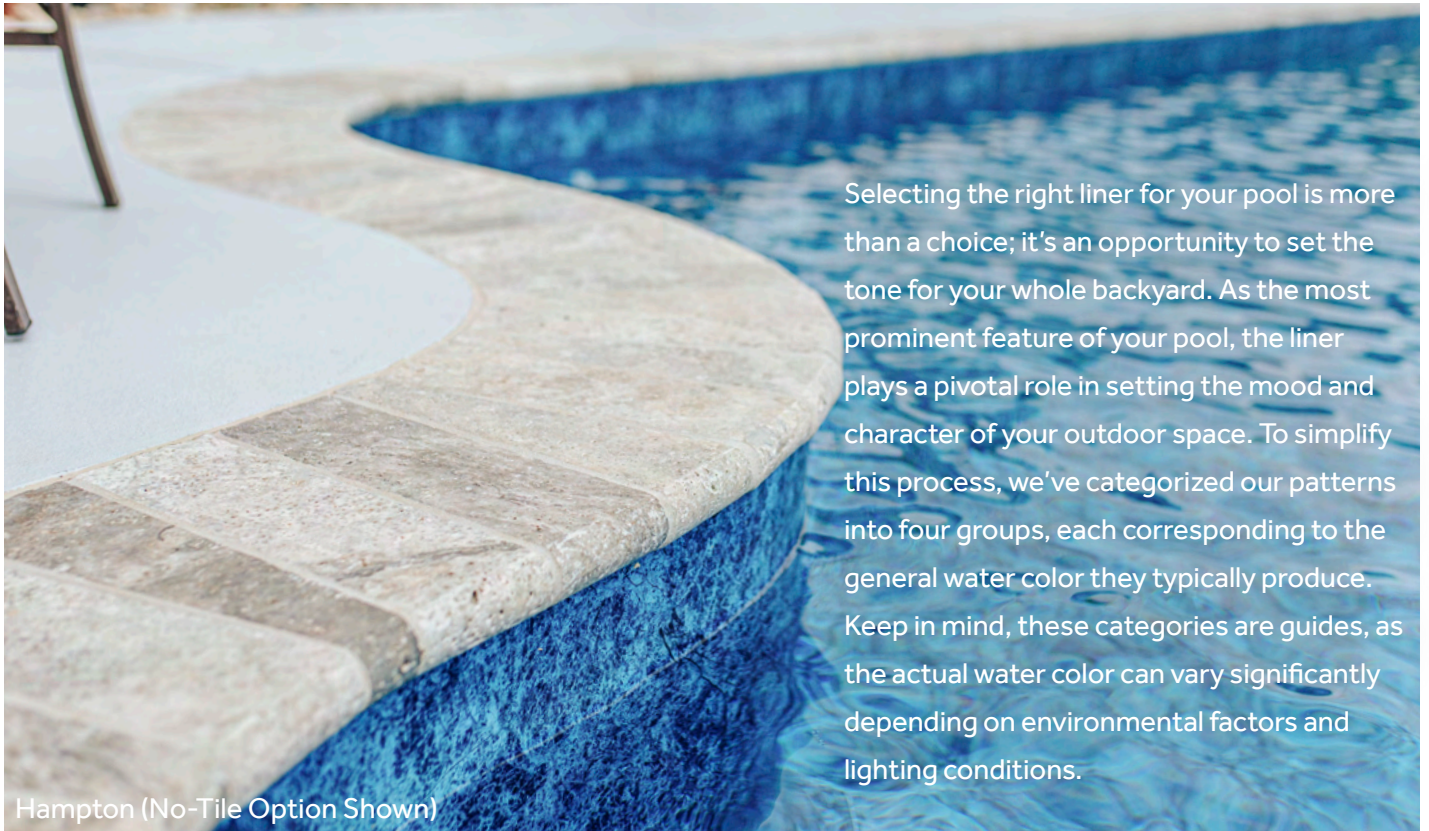 Selecting the right liner for your pool is more
than a choice; it's an opportunity to set the
tone for your whole backyard. As the most
prominent feature of your pool, the liner
plays a pivotal role in setting the mood and
character of your outdoor space. To simplify
this process, we've categorized our patterns
into four groups, each corresponding to the
general water color they typically produce.
Keep in mind, these categories are guides, as
the actual water color can vary significantly
depending on environmental factors and
lighting conditions.
Hampton (No-Tile Option Shown)